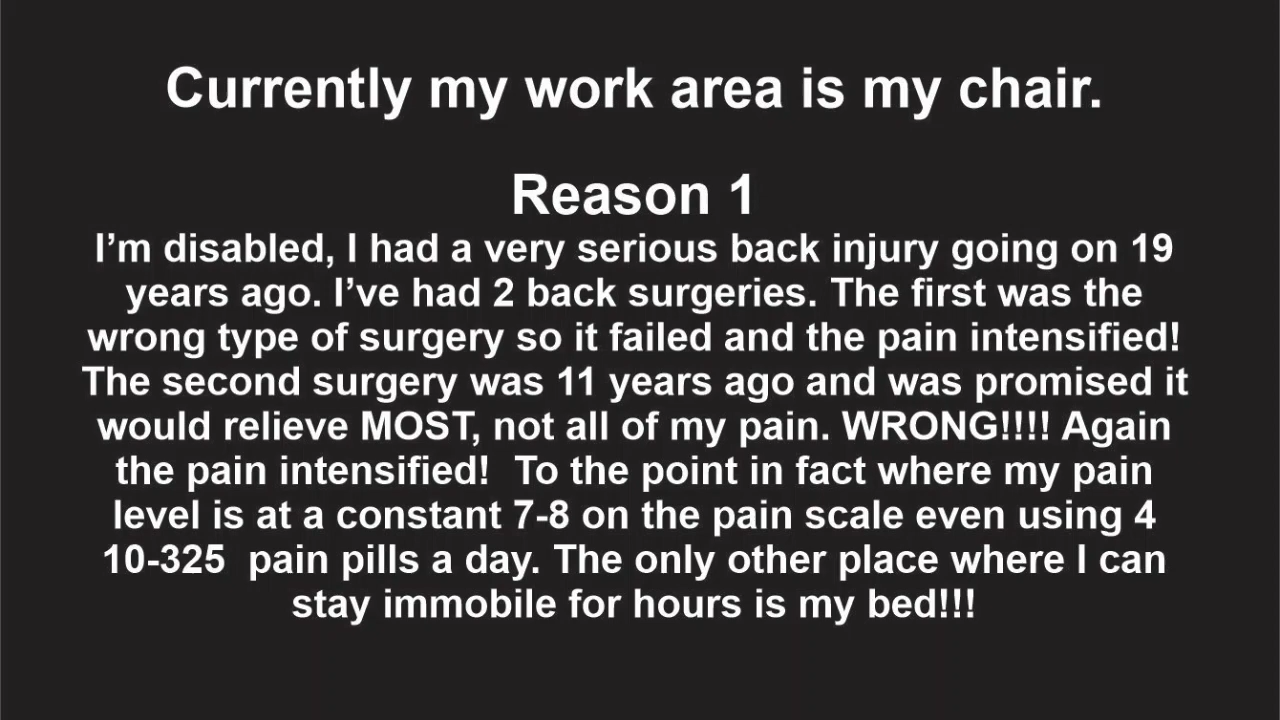 Currently my work area is my chair.
Reason 1
I’m disabled, I had a very serious back injury going on 19
years ago. I’ve had 2 back surgeries. The first was the
wrong type of surgery so it failed and the pain intensified!
The second surgery was 11 years ago and was promised it
would relieve MOST, not all of my pain. WRONG!!!! Again
the pain intensified!  To the point in fact where my pain
level is at a constant 7-8 on the pain scale even using 4
10-325  pain pills a day. The only other place where I can
stay immobile for hours is my bed!!!